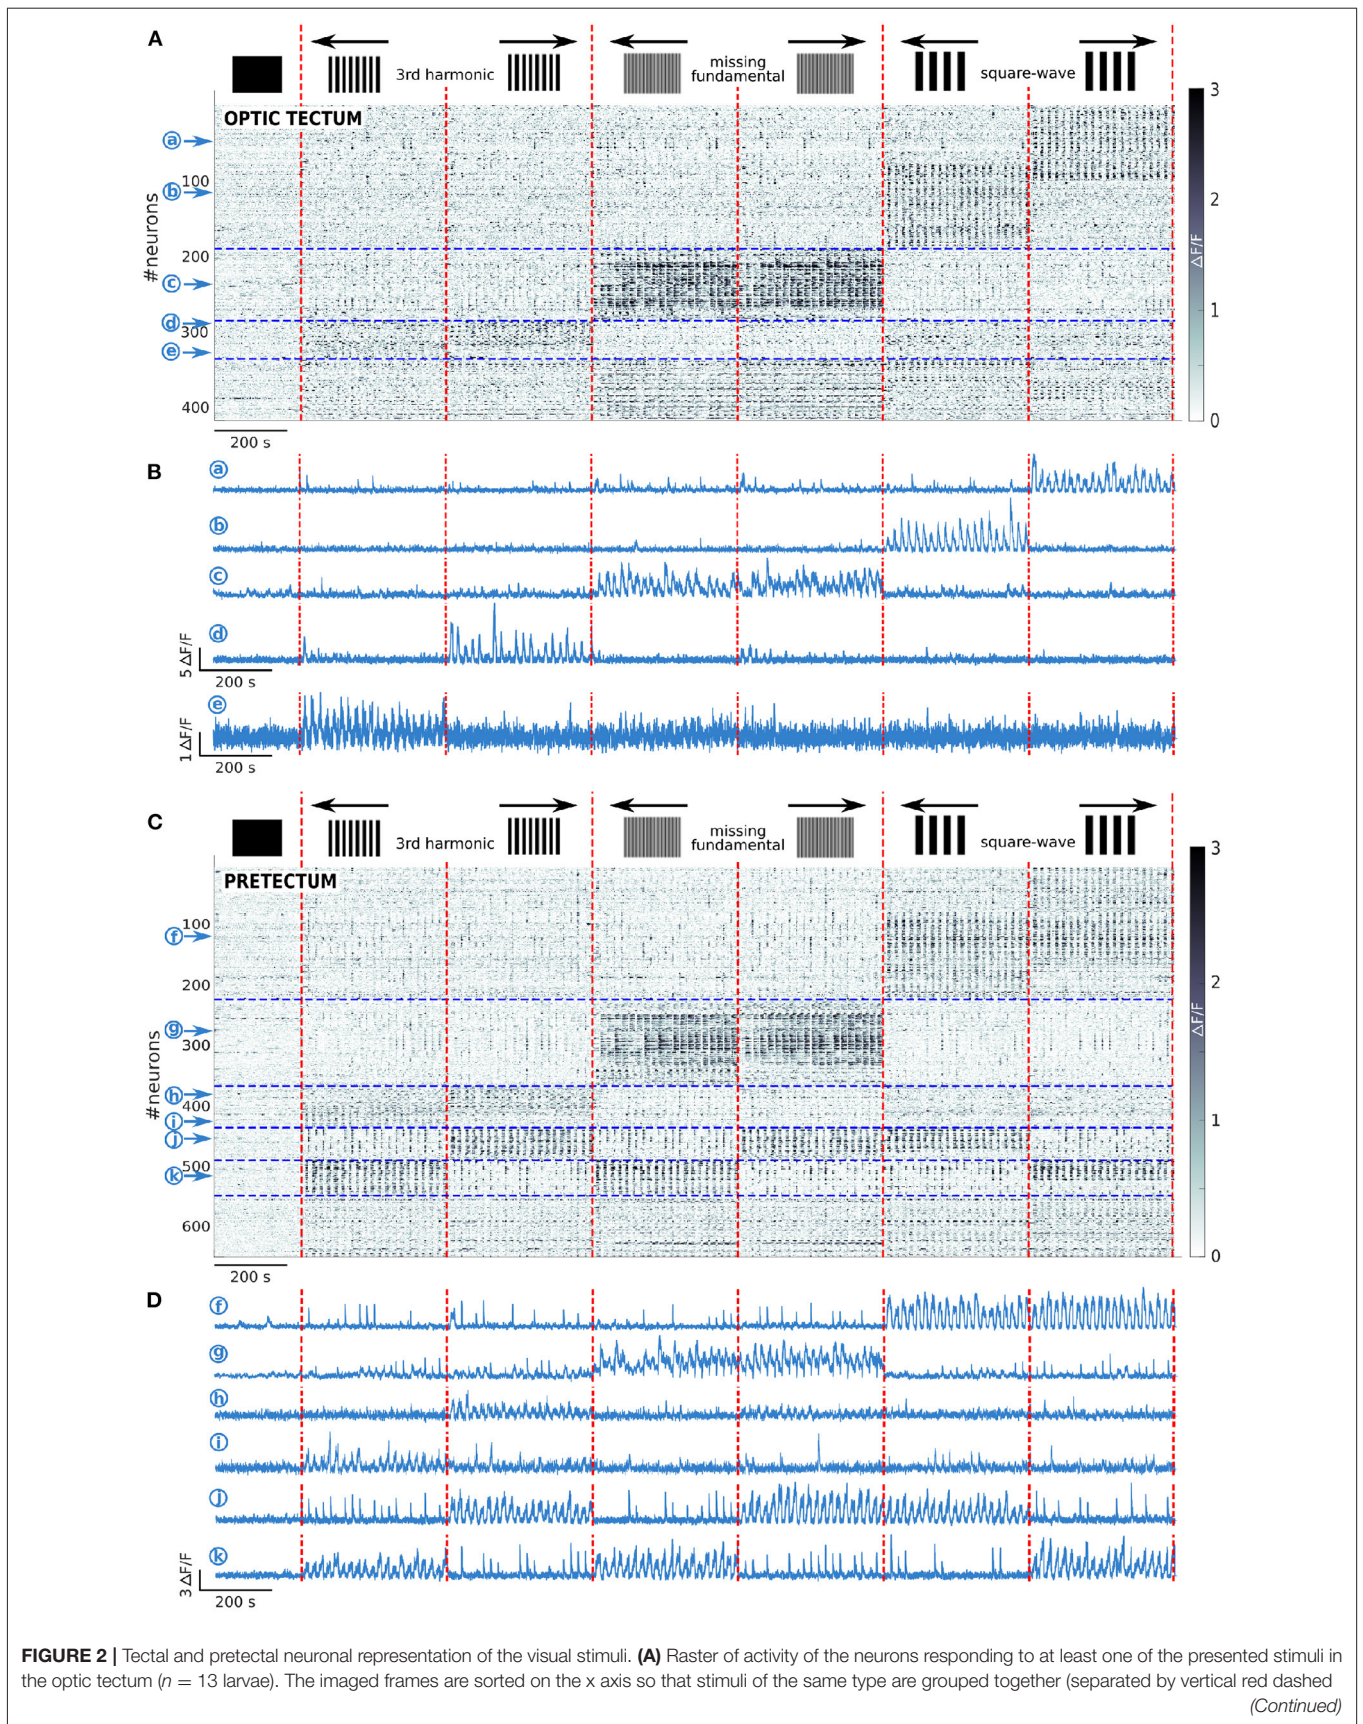 A
3rd harmonic
missing
fundamental
square-wave
OPTIC TECTUM
3
a
100
b
2
#neurons
200
ΔF/F
c
d
300
1
e
400
0
200 s
B
a
b
c
d
5 ΔF/F
200 s
e
1 ΔF/F
200 s
C
3rd harmonic
missing
fundamental
square-wave
3
PRETECTUM
100
f
200
2
g
ΔF/F
300
#neurons
h
400
i
1
j
500
k
600
0
200 s
D
f
g
h
i
j
k
3 ΔF/F
200 s
FIGURE 2 | Tectal and pretectal neuronal representation of the visual stimuli. (A) Raster of activity of the neurons responding to at least one of the presented stimuli in
the optic tectum (n = 13 larvae). The imaged frames are sorted on the x axis so that stimuli of the same type are grouped together (separated by vertical red dashed
(Continued)